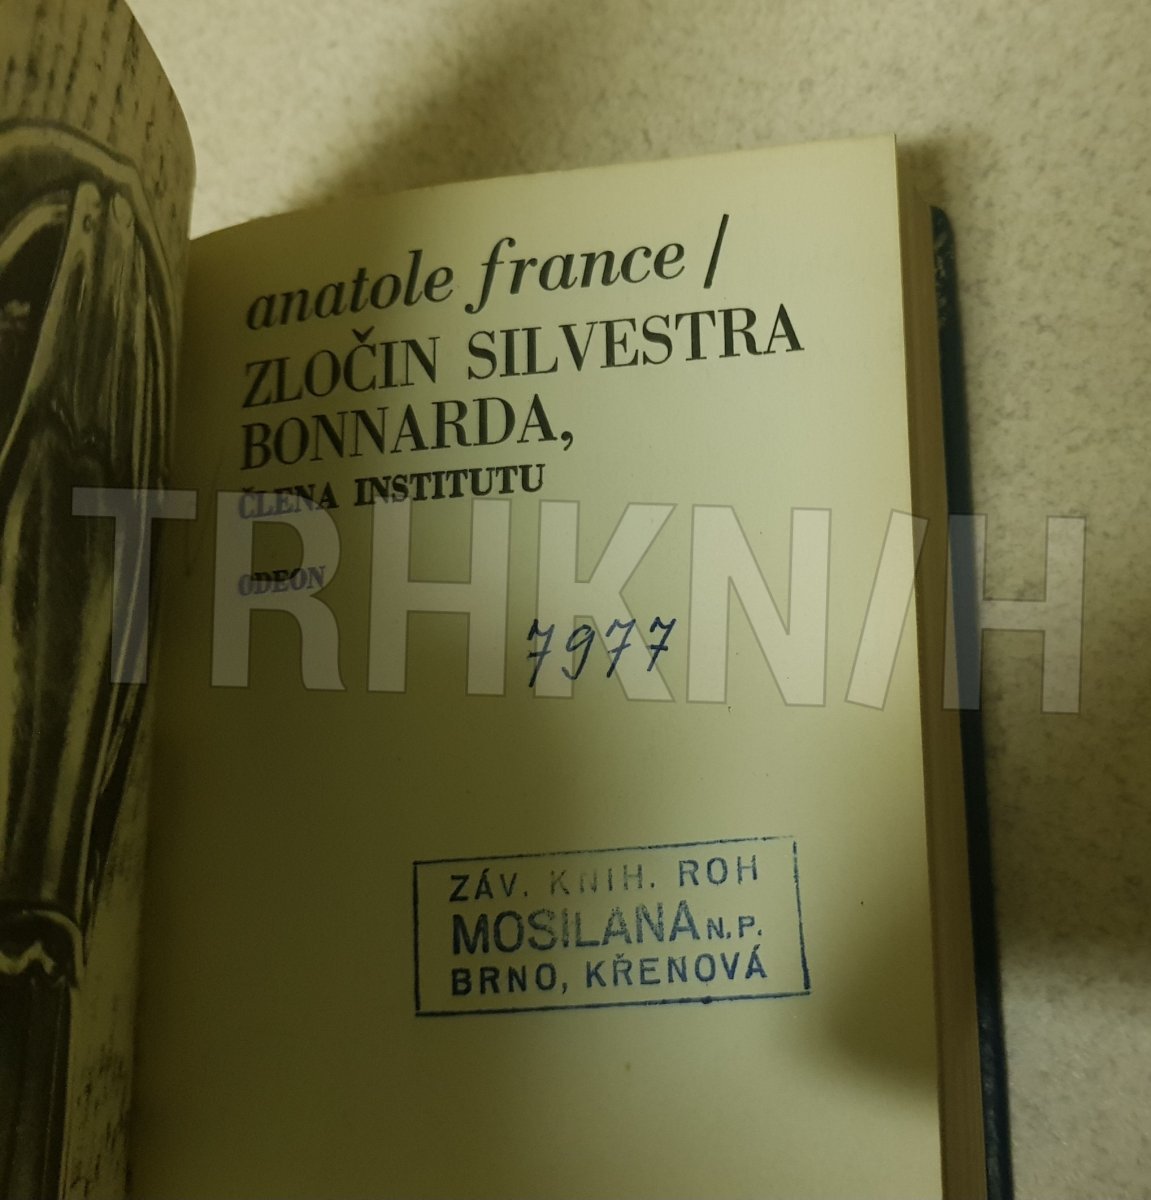 anatole france /
ZLOČIN SILVESTRA
BONNARDA,
ČLENA INSTITUTU
ODEON
TRHKNIH
7977
ZÁV. KNIH. ROH
MOSILANA N.P.
BRNO, KŘENOVÁ